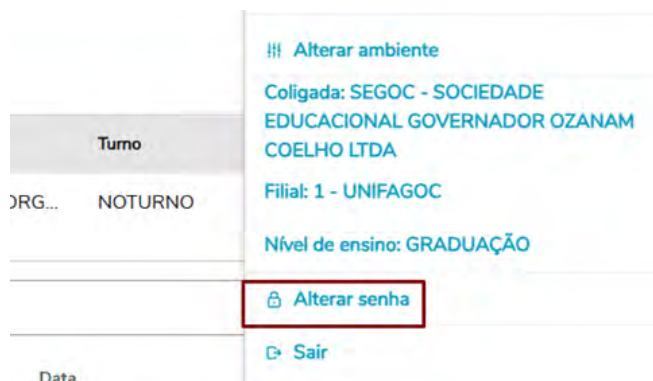 Alterar ambiente
Coligada: SEGOC - SOCIEDADE
EDUCACIONAL GOVERNADOR OZANAM
COELHO LTDA
Turno
Filial: 1 - UNIFAGOC
ORG... NOTURNO
Nível de ensino: GRADUAÇÃO
Alterar senha
Sair
Data